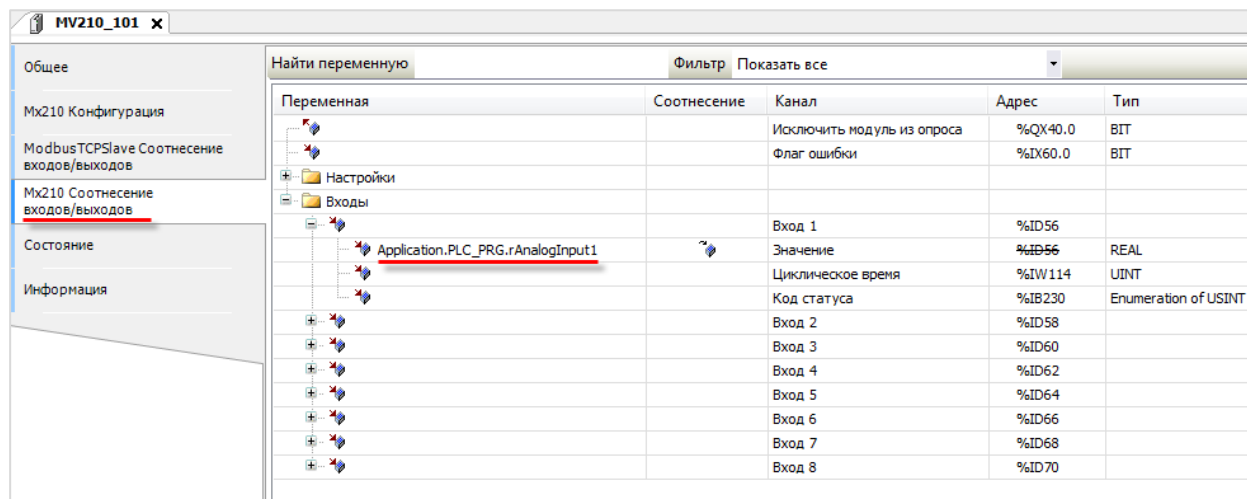 MV210_101 x
Общее
Mx210 Конфигурация
ModbusTCPSlave Соотнесение
входов/выходов
Mx210 Соотнесение
входов/выходов
Состояние
Информация
Найти переменную Фильтр Показать все
Переменная Соотнесение Канал Адрес Тип
Исключить модуль из опроса %QX40.0 BIT
Флаг ошибки %IX60.0 BIT
Настройки
Входы
Вход 1 %ID56
Application.PLC_PRG.rAnalogInput1 Значение %ID56 REAL
Циклическое время %IW114 UINT
Код статуса %IB230 Enumeration of USINT
Вход 2 %ID58
Вход 3 %ID60
Вход 4 %ID62
Вход 5 %ID64
Вход 6 %ID66
Вход 7 %ID68
Вход 8 %ID70